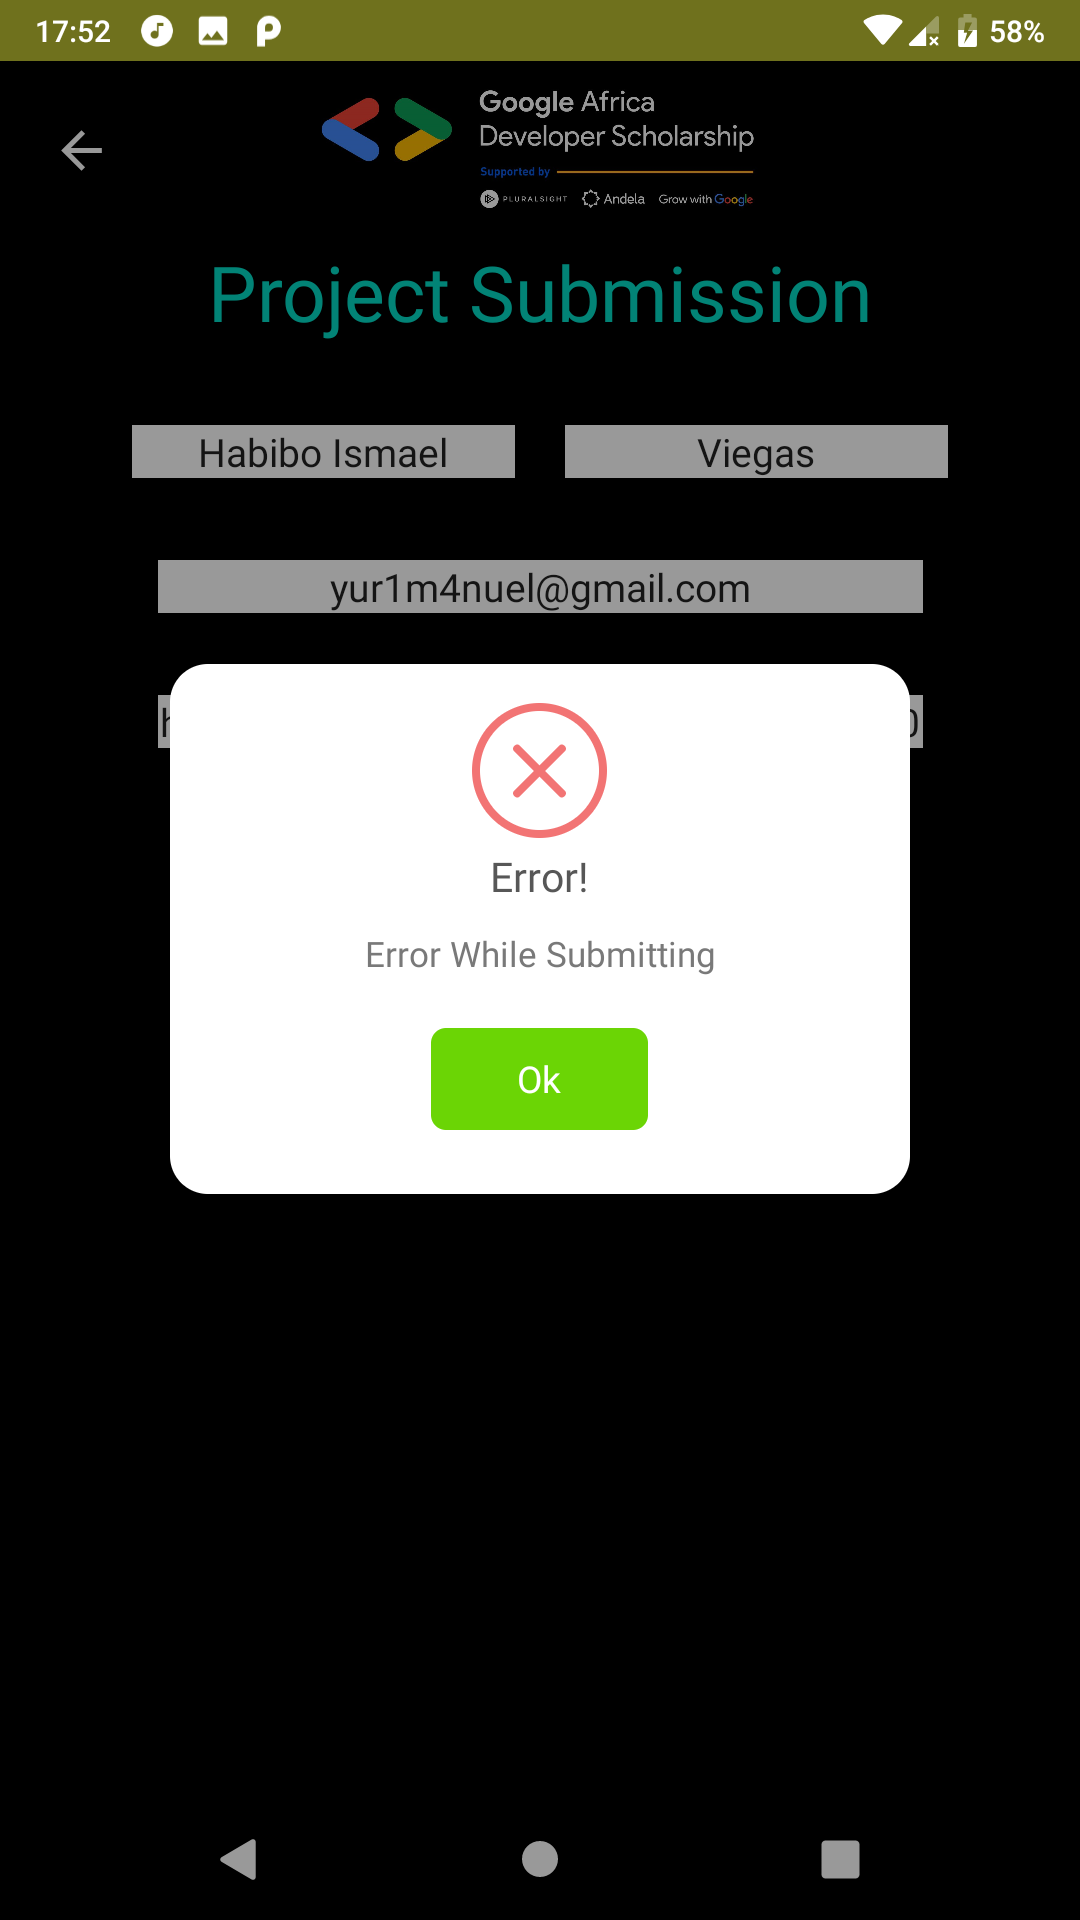 17:52
58%
Google Africa
Developer Scholarship
Supported by
PLURALSIGHT Andela Grow with Google
Project Submission
Habibo Ismael
Viegas
yur1m4nuel@gmail.com
Error!
Error While Submitting
Ok